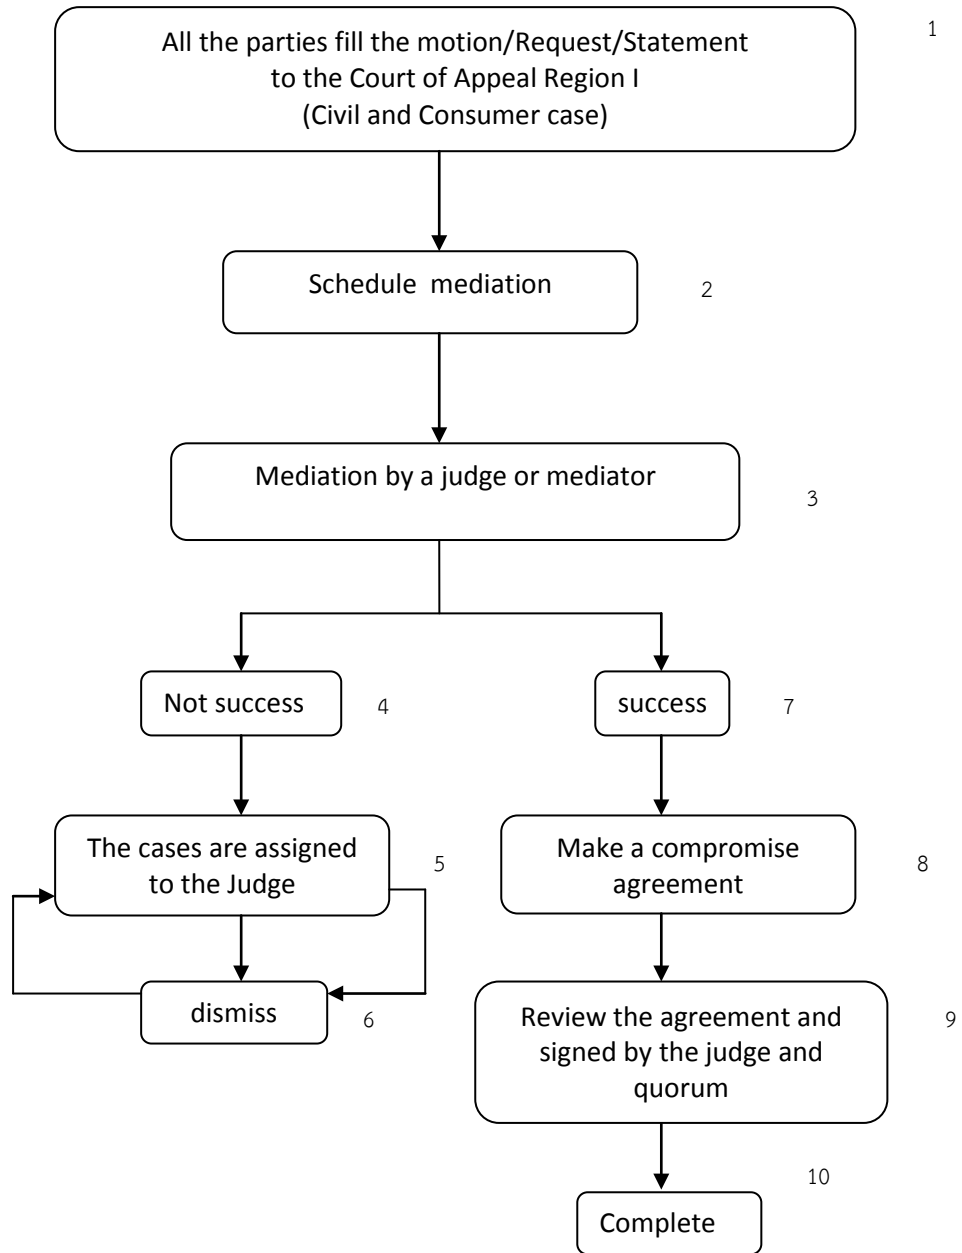 All the parties fill the motion/Request/Statement
to the Court of Appeal Region I
(Civil and Consumer case)
1
Schedule mediation
2
Mediation by a judge or mediator
3
Not success
4
success
7
The cases are assigned
to the Judge
5
Make a compromise
agreement
8
dismiss
6
Review the agreement and
signed by the judge and
quorum
9
10
Complete